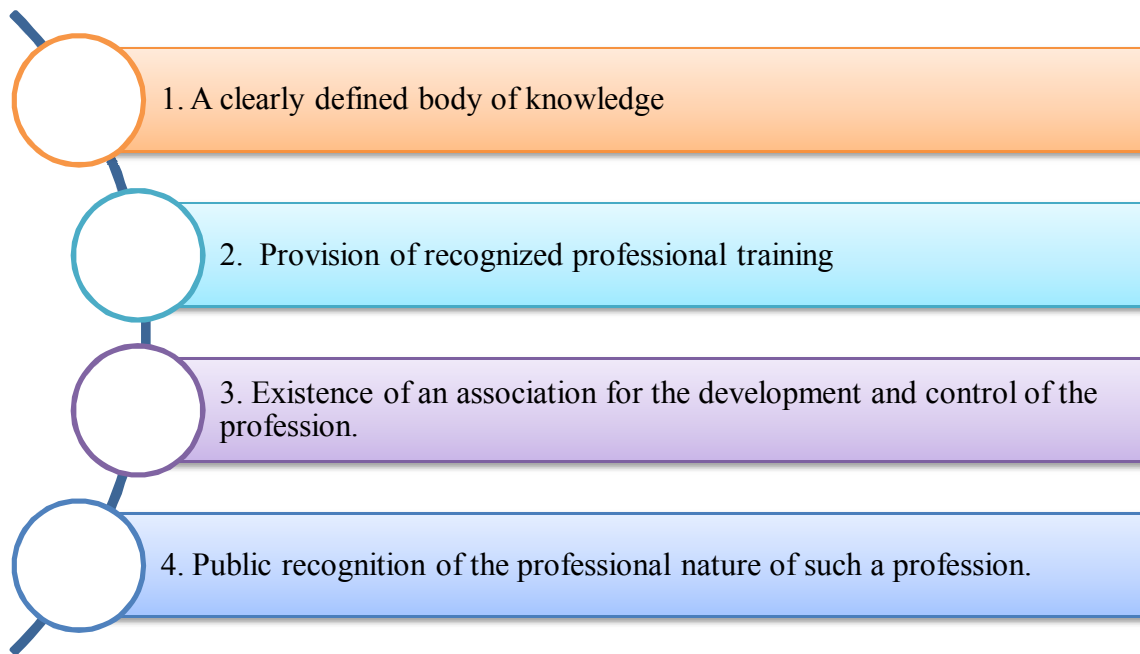 1. A clearly defined body of knowledge
2.  Provision of recognized professional training
3. Existence of an association for the development and control of the
profession.
4. Public recognition of the professional nature of such a profession.